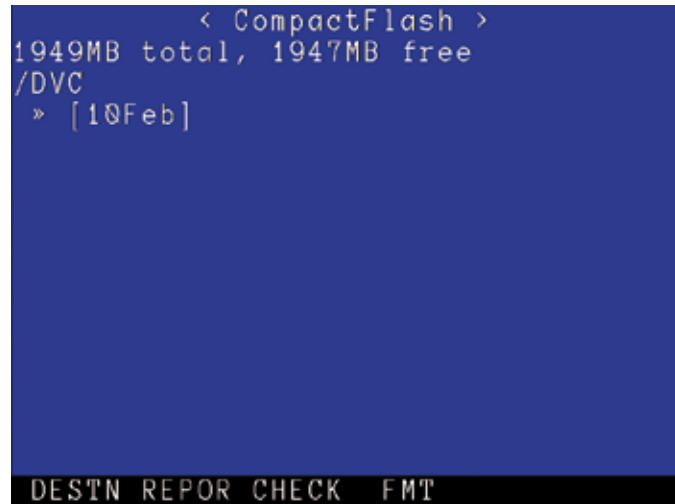 < CompactFlash >
1949MB total, 1947MB free
/DVC
» [10Feb]
DESTN REPOR CHECK FMT